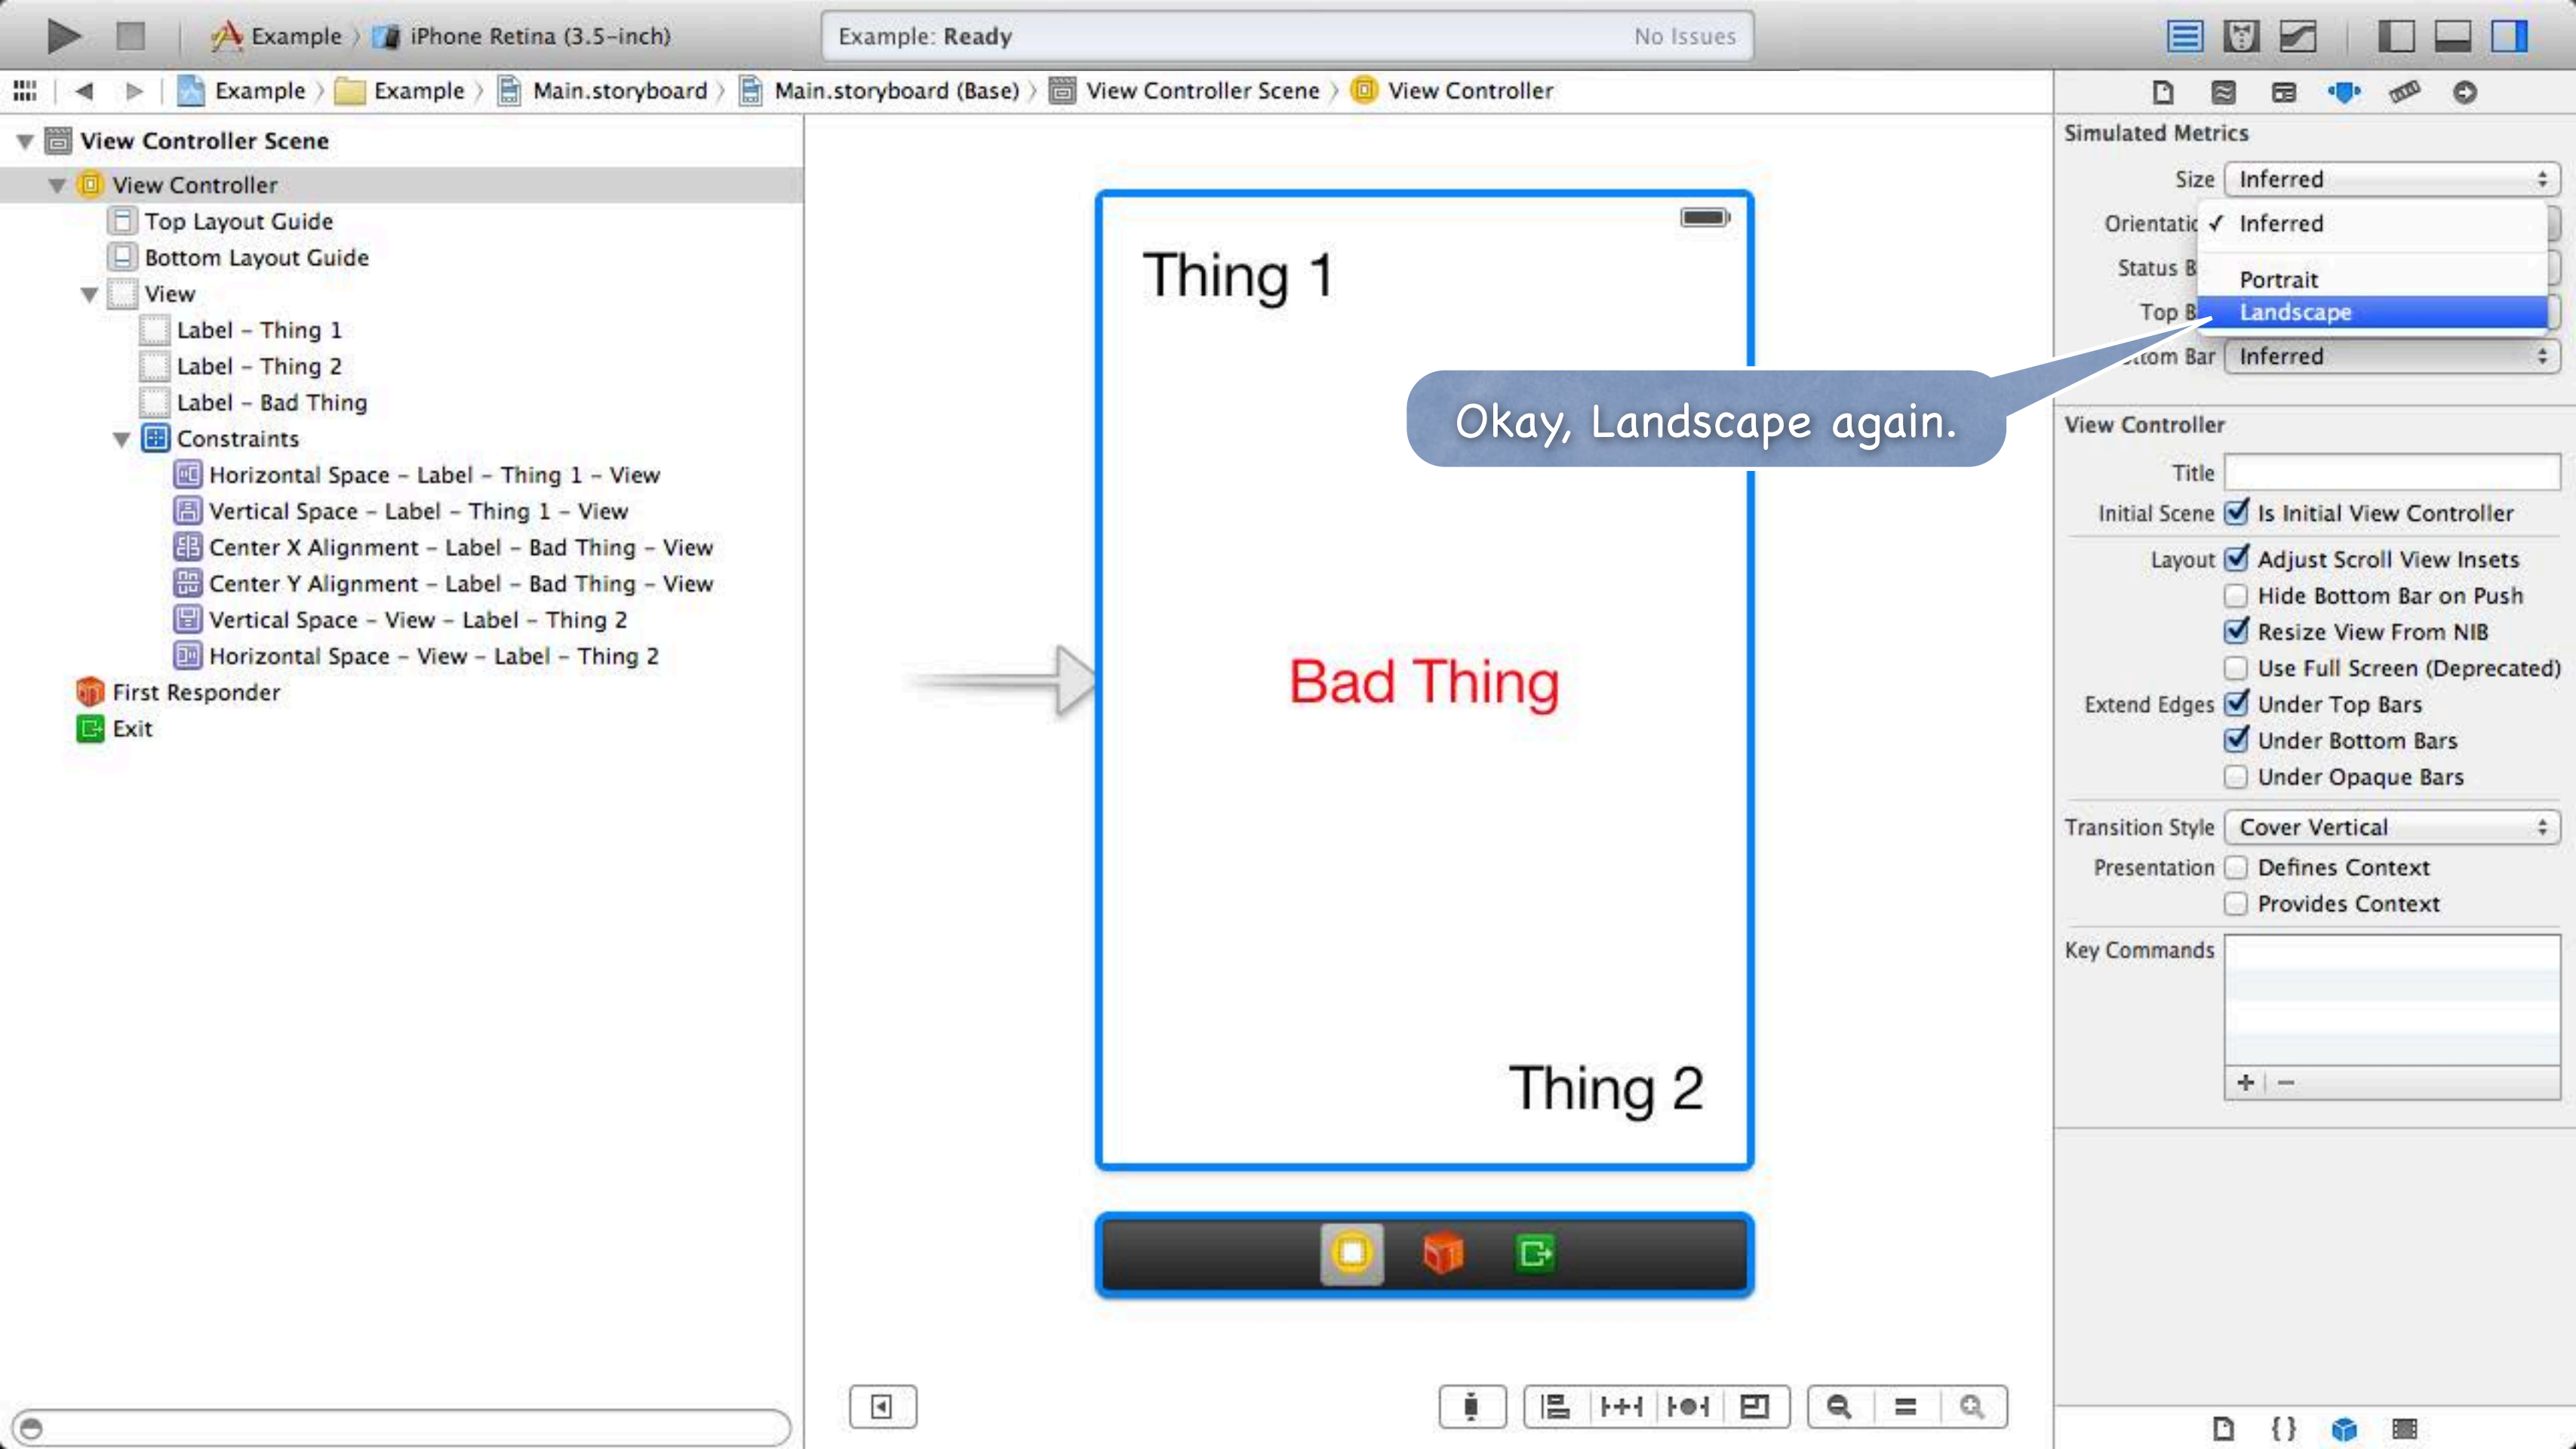 Example › iPhone Retina (3.5-inch)
Example: Ready
No Issues
Example › Example › Main.storyboard › Main.storyboard (Base) › View Controller Scene › View Controller
View Controller Scene
View Controller
Top Layout Guide
Bottom Layout Guide
View
Label – Thing 1
Label – Thing 2
Label – Bad Thing
Constraints
Horizontal Space – Label – Thing 1 – View
Vertical Space – Label – Thing 1 – View
Center X Alignment – Label – Bad Thing – View
Center Y Alignment – Label – Bad Thing – View
Vertical Space – View – Label – Thing 2
Horizontal Space – View – Label – Thing 2
First Responder
Exit
Thing 1
Bad Thing
Thing 2
Okay, Landscape again.
Simulated Metrics
Size Inferred
Orientatio ✓ Inferred
Status B
Portrait
Top B
Landscape
ttom Bar Inferred
View Controller
Title
Initial Scene Is Initial View Controller
Layout Adjust Scroll View Insets
Hide Bottom Bar on Push
Resize View From NIB
Use Full Screen (Deprecated)
Extend Edges Under Top Bars
Under Bottom Bars
Under Opaque Bars
Transition Style Cover Vertical
Presentation Defines Context
Provides Context
Key Commands